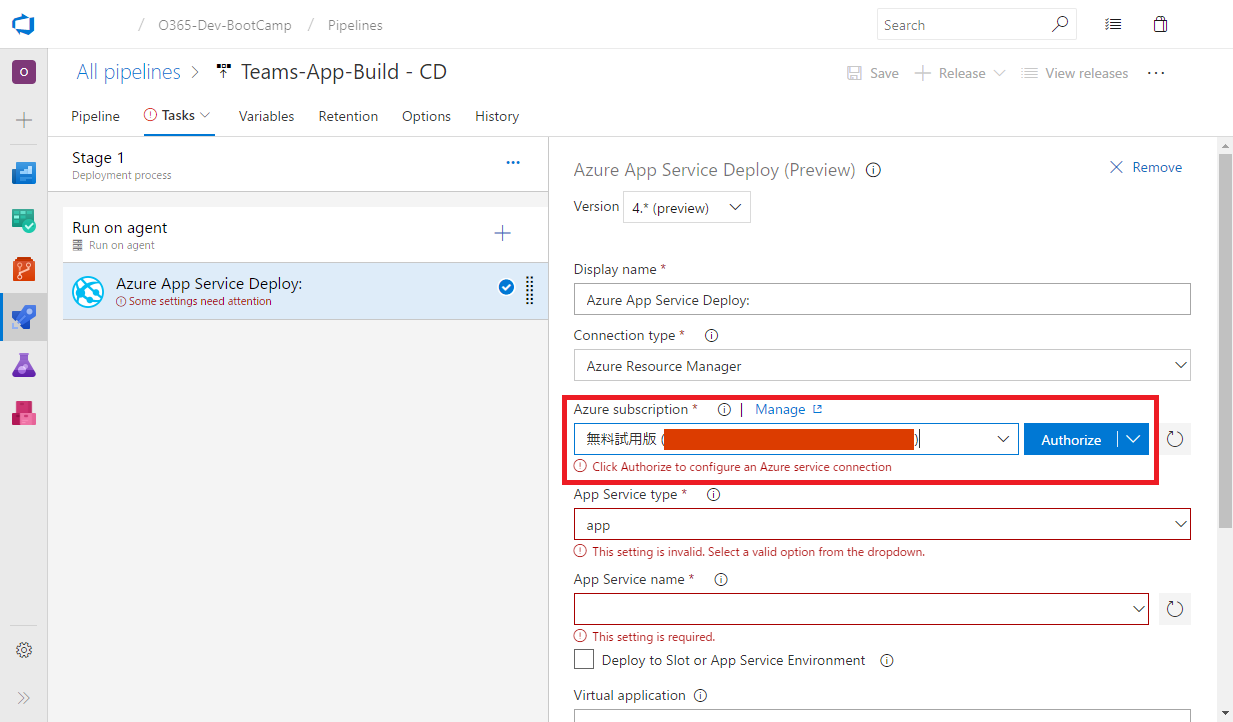 / O365-Dev-BootCamp / Pipelines
Search
O
All pipelines > Teams-App-Build - CD
Save
Release
View releases
...
Pipeline
Tasks
Variables
Retention
Options
History
Stage 1
Deployment process
...
Run on agent
Run on agent
Azure App Service Deploy:
Some settings need attention
Azure App Service Deploy (Preview)
Remove
Version
4.* (preview)
Display name *
Azure App Service Deploy:
Connection type *
Azure Resource Manager
Azure subscription * | Manage
無料試用版 ( )
Authorize
Click Authorize to configure an Azure service connection
App Service type *
app
This setting is invalid. Select a valid option from the dropdown.
App Service name *
This setting is required.
Deploy to Slot or App Service Environment
Virtual application